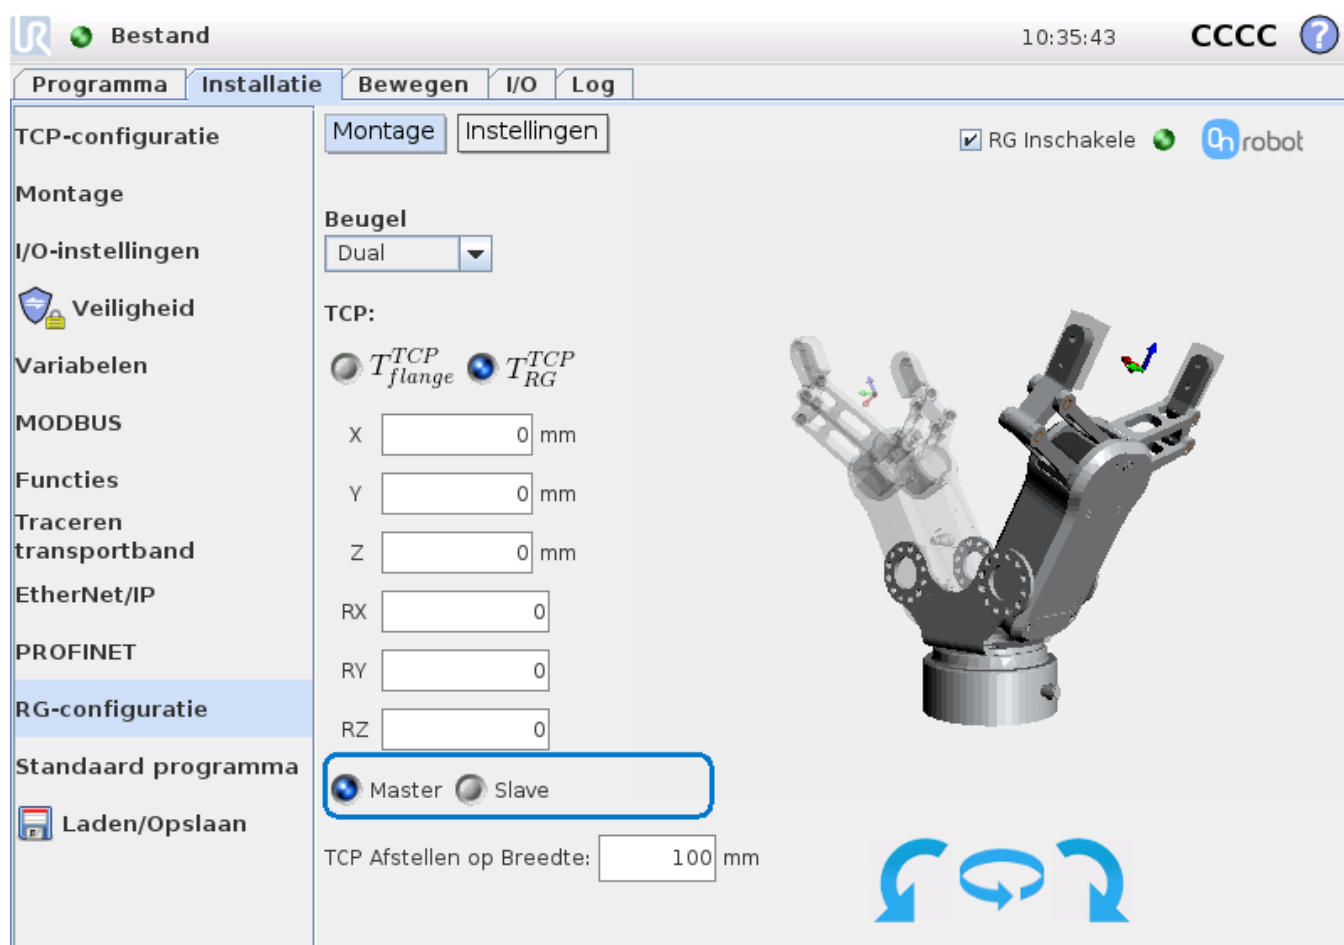 UR Bestand 10:35:43 CCCC ?
Programma Installatie Bewegen I/O Log
TCP-configuratie
Montage
I/O-instellingen
Veiligheid
Variabelen
MODBUS
Functies
Traceren
transportband
EtherNet/IP
PROFINET
RG-configuratie
Standaard programma
Laden/Opslaan
Montage Instellingen
RG Inschakele
On robot
Beugel
Dual
TCP:
T TCP flange T TCP RG
X 0 mm
Y 0 mm
Z 0 mm
RX 0
RY 0
RZ 0
Master Slave
TCP Afstellen op Breedte: 100 mm